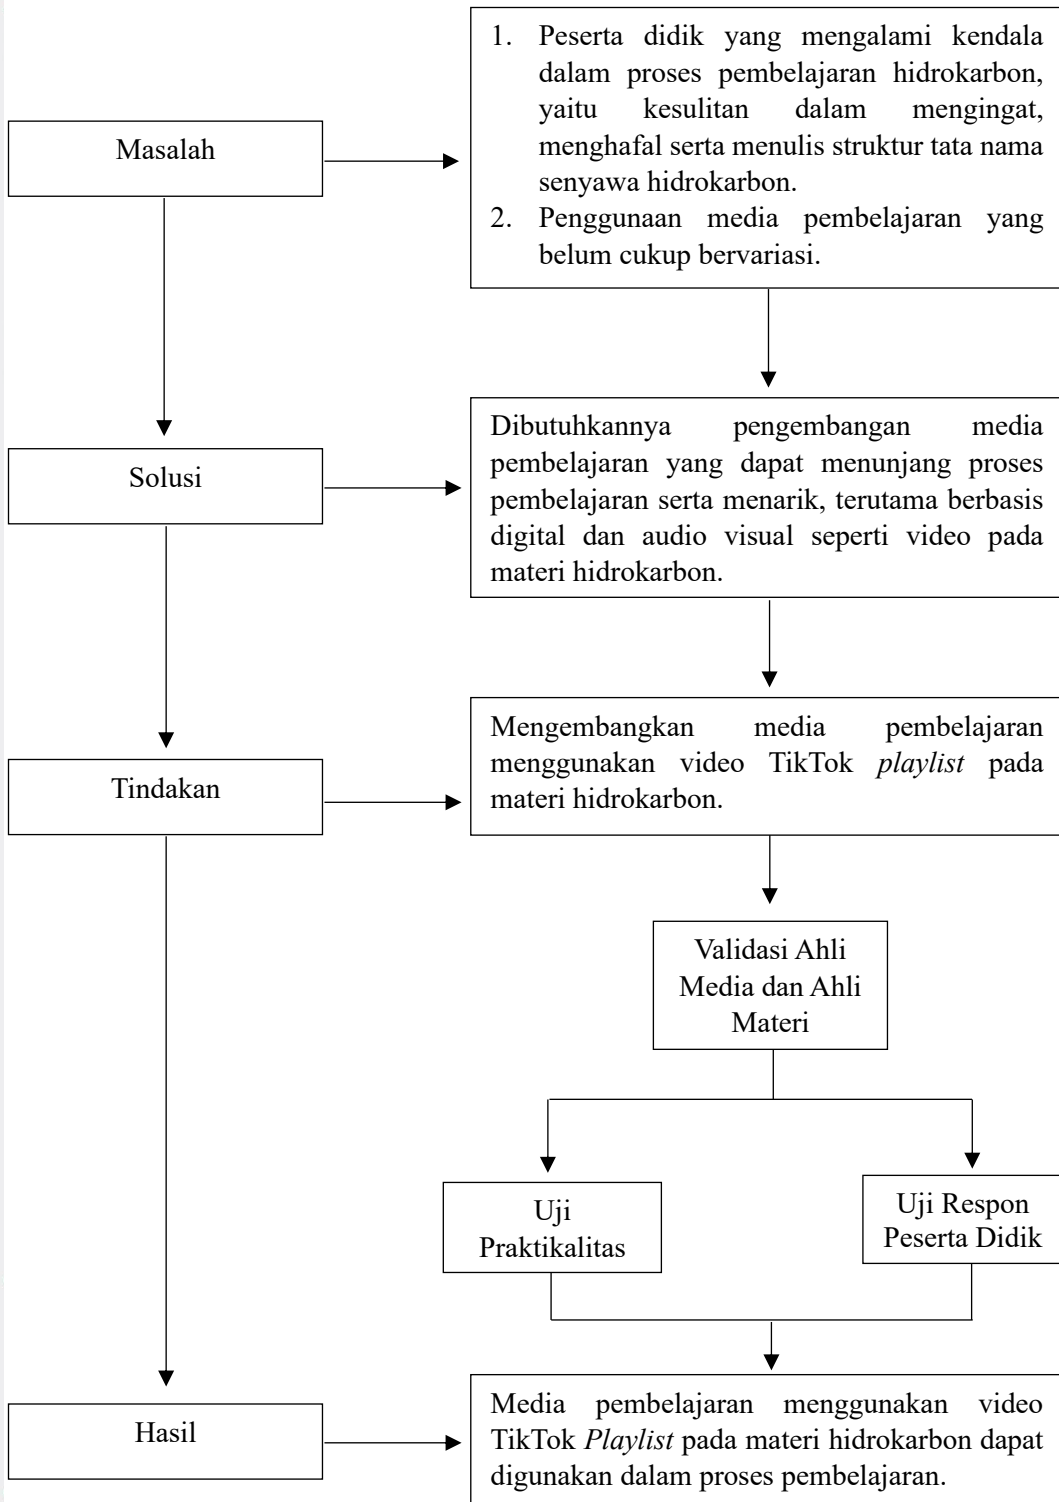 Masalah
1. Peserta didik yang mengalami kendala
dalam proses pembelajaran hidrokarbon,
yaitu kesulitan dalam mengingat,
menghafal serta menulis struktur tata nama
senyawa hidrokarbon.
2. Penggunaan media pembelajaran yang
belum cukup bervariasi.
Solusi
Dibutuhkannya pengembangan media
pembelajaran yang dapat menunjang proses
pembelajaran serta menarik, terutama berbasis
digital dan audio visual seperti video pada
materi hidrokarbon.
Tindakan
Mengembangkan media pembelajaran
menggunakan video TikTok playlist pada
materi hidrokarbon.
Validasi Ahli
Media dan Ahli
Materi
Uji
Praktikalitas
Uji Respon
Peserta Didik
Hasil
Media pembelajaran menggunakan video
TikTok Playlist pada materi hidrokarbon dapat
digunakan dalam proses pembelajaran.